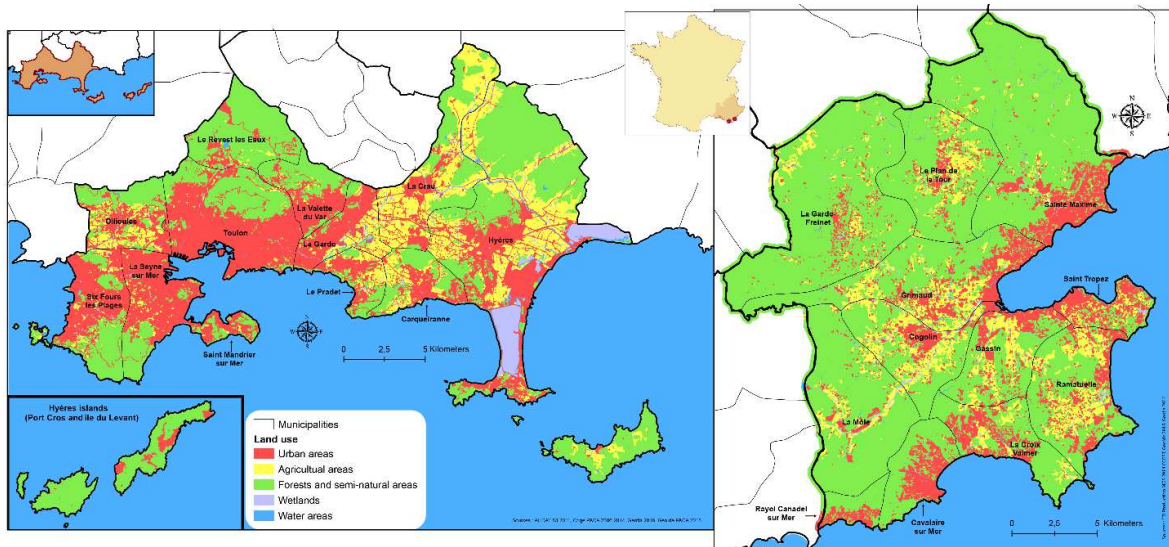 Le Revest les Eaux
La Crau
La Valette
du Var
Ollioules
Toulon
La Garde
Hyères
La Seyne
sur Mer
Six Fours
les Plages
Le Pradet
Carqueiranne
Saint Mandrier
sur Mer
W E
0 2,5 5 Kilometers
Hyères islands
(Port Cros and ile du Levant)
Municipalities
Land use
Urban areas
Agricultual areas
Forests and semi-natural areas
Wetlands
Water areas
N
W E
S
Le Plan de
la Tour
Sainte Maxime
La Garde
Freinet
Saint Tropez
Grimaud
Cogolin
Gassin
Ramatuelle
La Môle
La Croix
Valmer
Rayol Canadel
sur Mer
Cavalaire
sur Mer
0 2,5 5 Kilometers